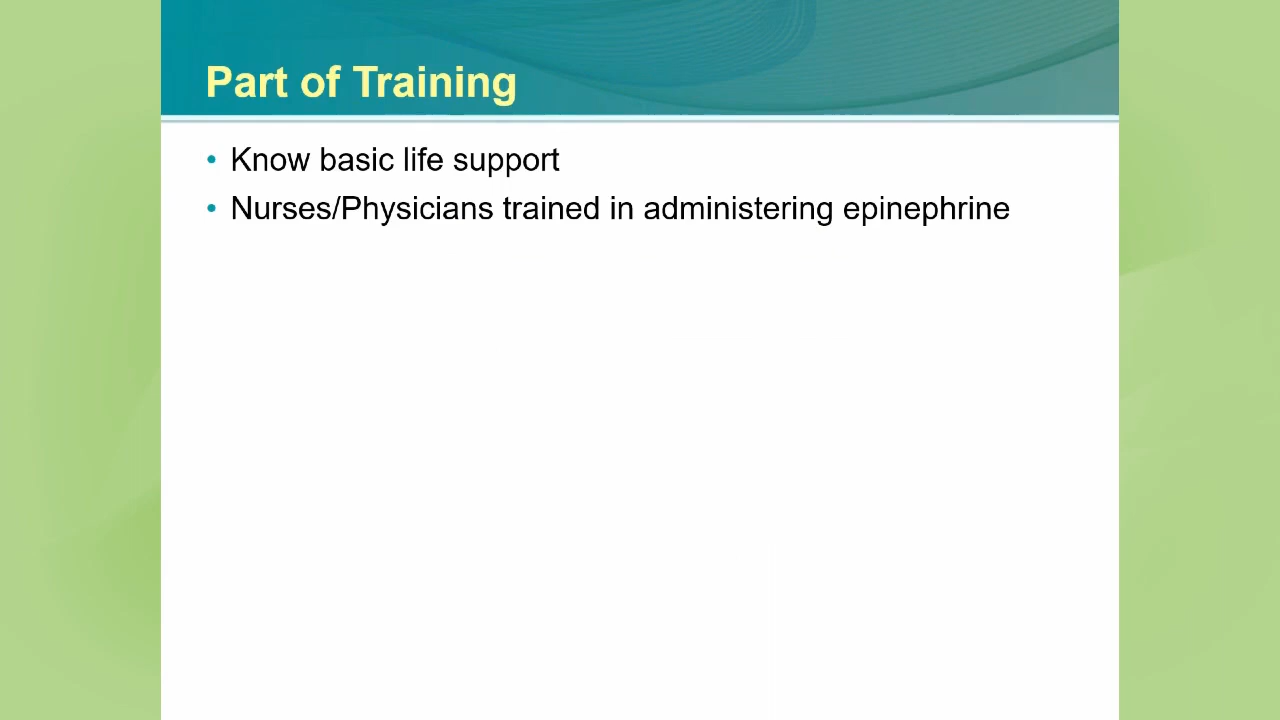 Part of Training
• Know basic life support
• Nurses/Physicians trained in administering epinephrine